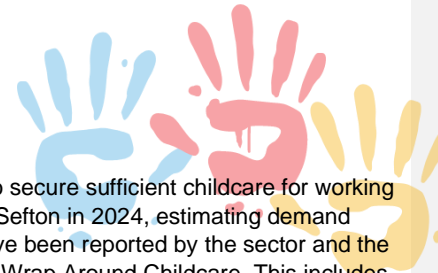 o secure sufficient childcare for working
Sefton in 2024, estimating demand
ve been reported by the sector and the
Wrap Around Childcare. This includes